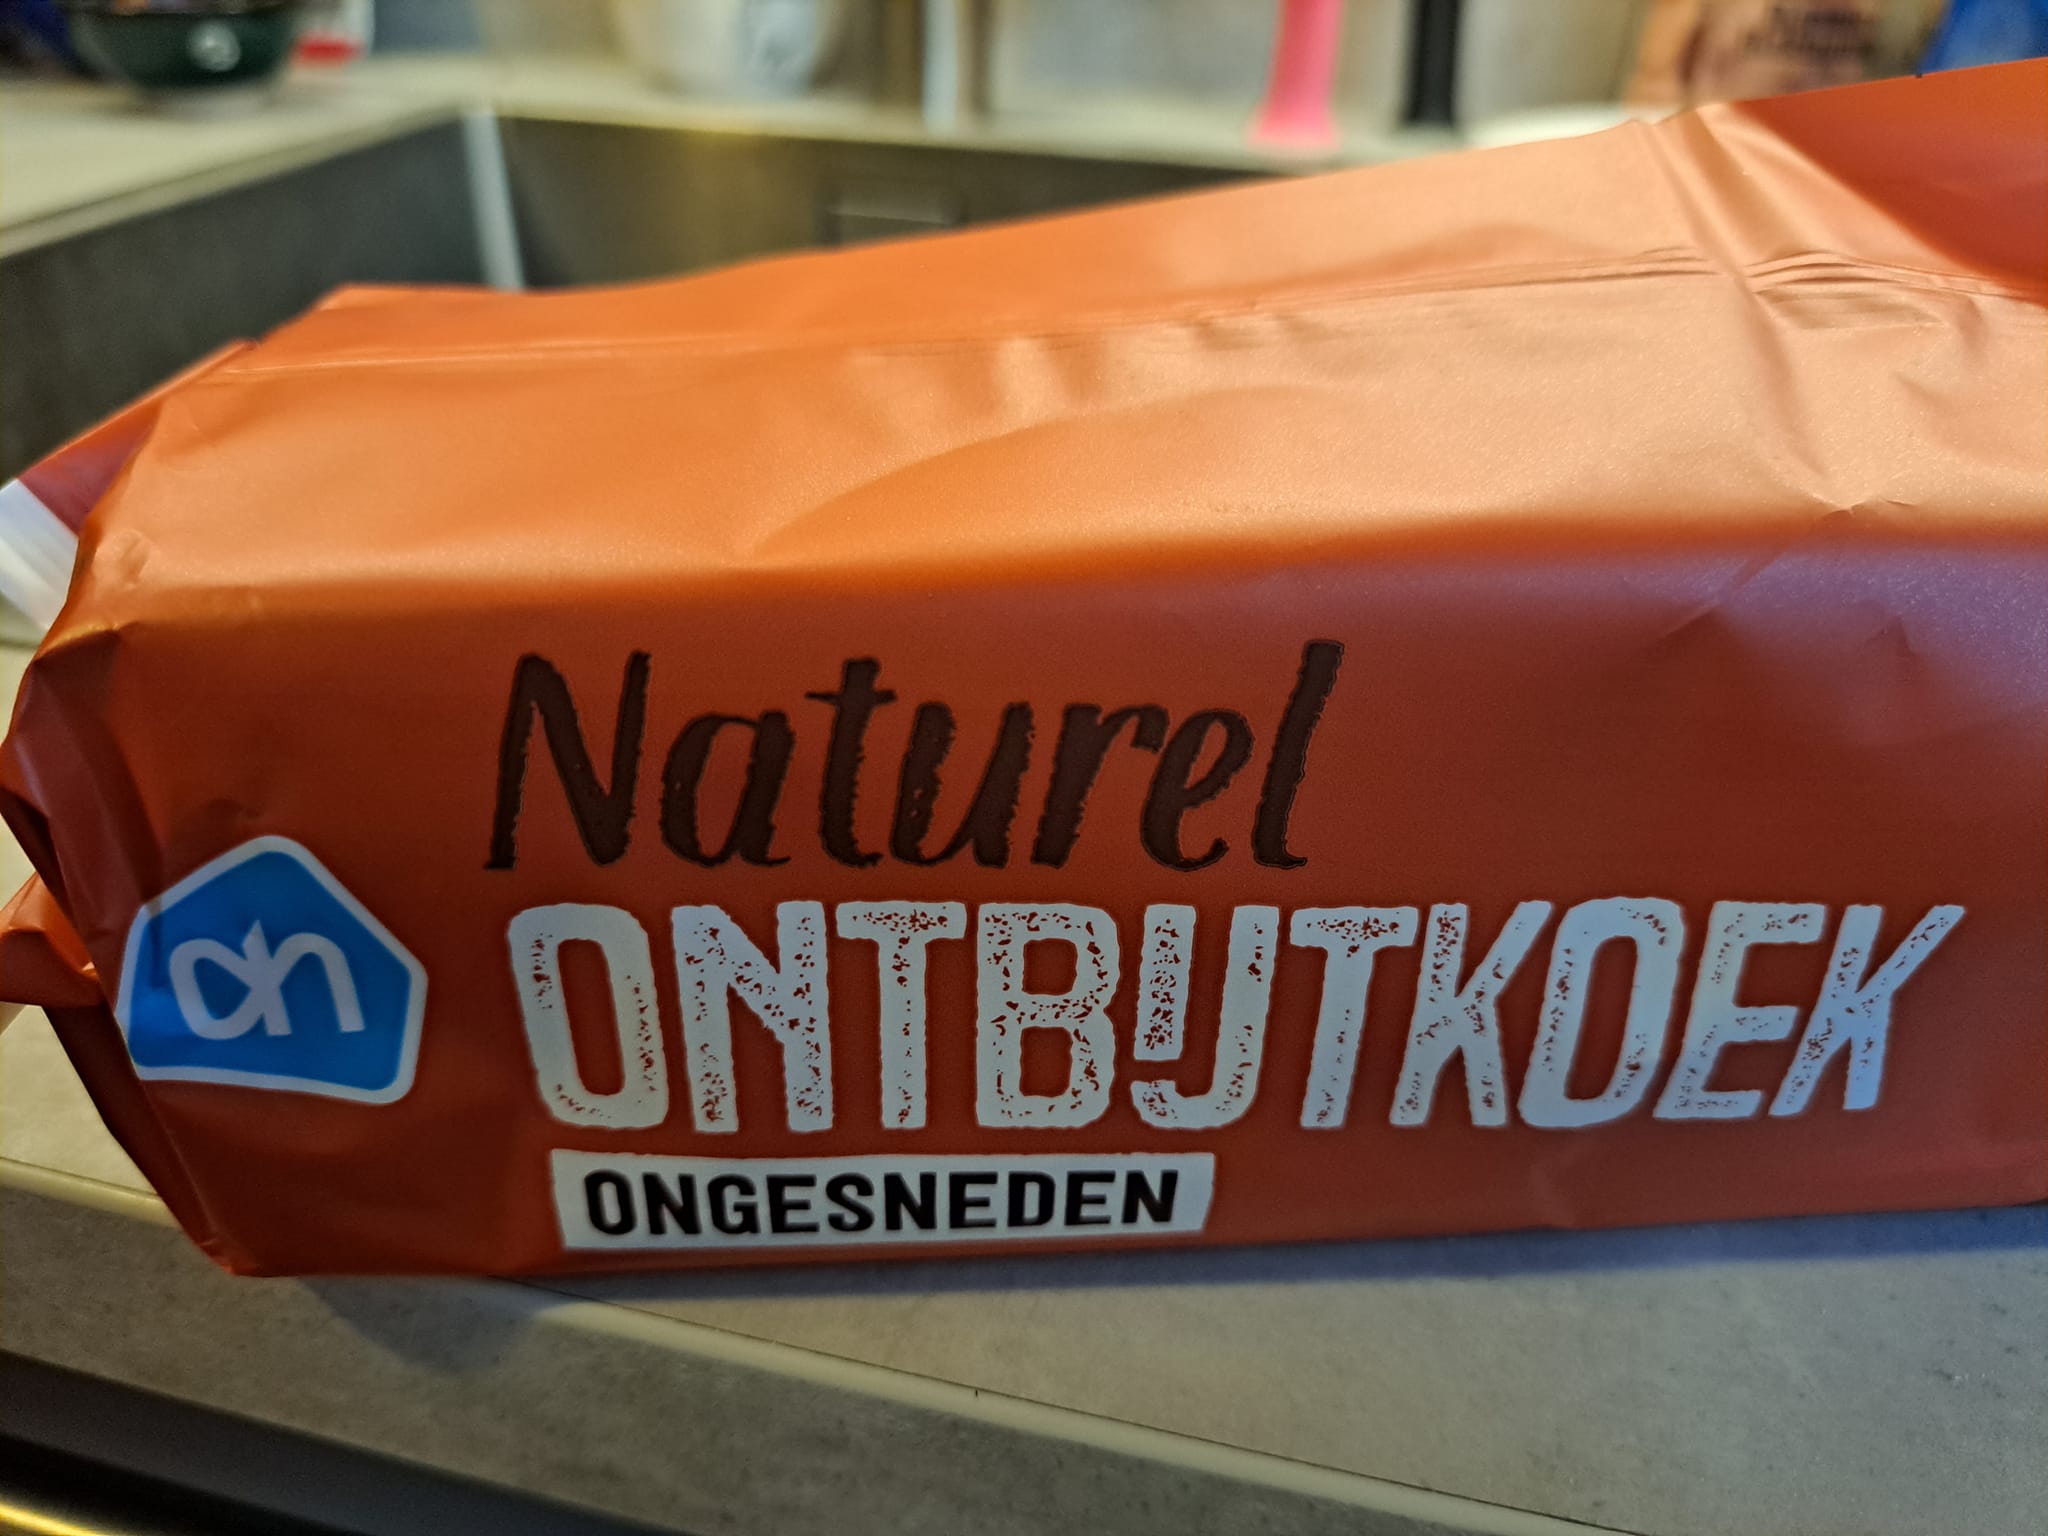 Naturel
ah
ONTBIJTKOEK
ONGESNEDEN